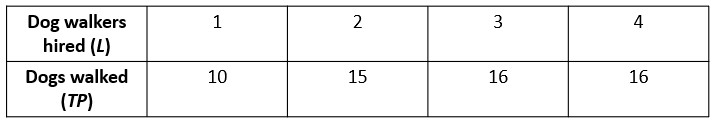 Dog walkers hired (L) 1 2 3 4
Dogs walked (TP) 10 15 16 16